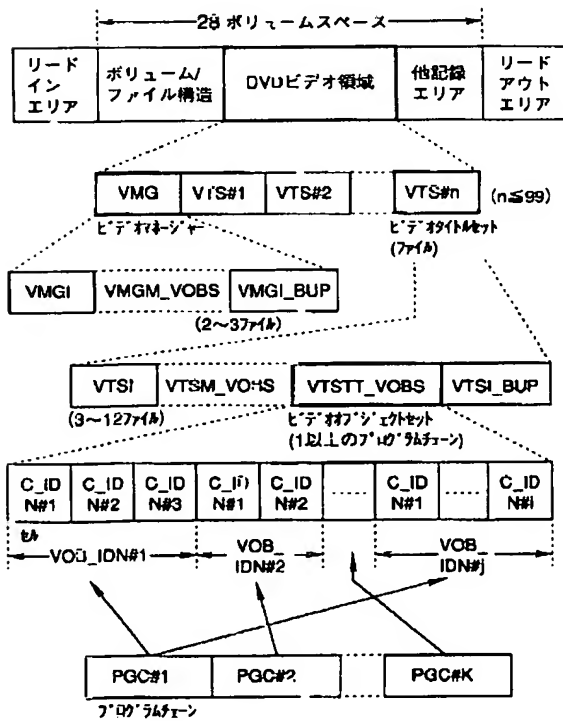 28 ボリュームスペース
リード
イン
エリア
ボリューム/
ファイル構造
DVDビデオ領域
他記録
エリア
リード
アウト
エリア
VMG
VTS#1
VTS#2
VTS#n
(n≦99)
ビデオマネージャー
ビデオタイトルセット
(ファイル)
VMGI
VMGM_VOBS
VMGI_BUP
(2〜3ファイル)
VTSI
VTSM_VOBS
VTSTT_VOBS
VTSI_BUP
(3〜12ファイル)
ビデオオブジェクトセット
(1以上のプログラムチェーン)
C_ID
N#1
C_ID
N#2
C_ID
N#3
C_ID
N#1
C_ID
N#2
C_ID
N#1
C_ID
N#i
セル
VOB_IDN#1
VOB_
IDN#2
VOB_
IDN#j
PGC#1
PGC#2
PGC#K
プログラムチェーン